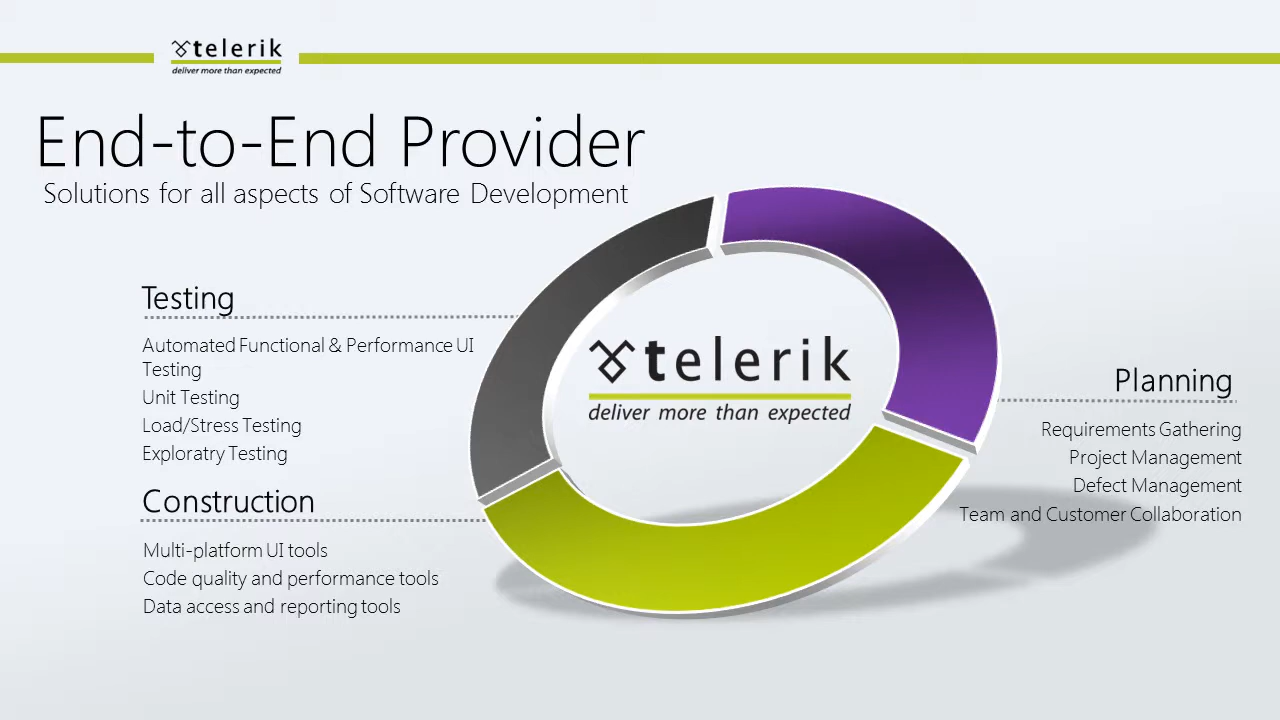 telerik
deliver more than expected
End-to-End Provider
Solutions for all aspects of Software Development
Testing
Automated Functional & Performance UI
Testing
Unit Testing
Load/Stress Testing
Exploratry Testing
Construction
Multi-platform UI tools
Code quality and performance tools
Data access and reporting tools
telerik
deliver more than expected
Planning
Requirements Gathering
Project Management
Defect Management
Team and Customer Collaboration